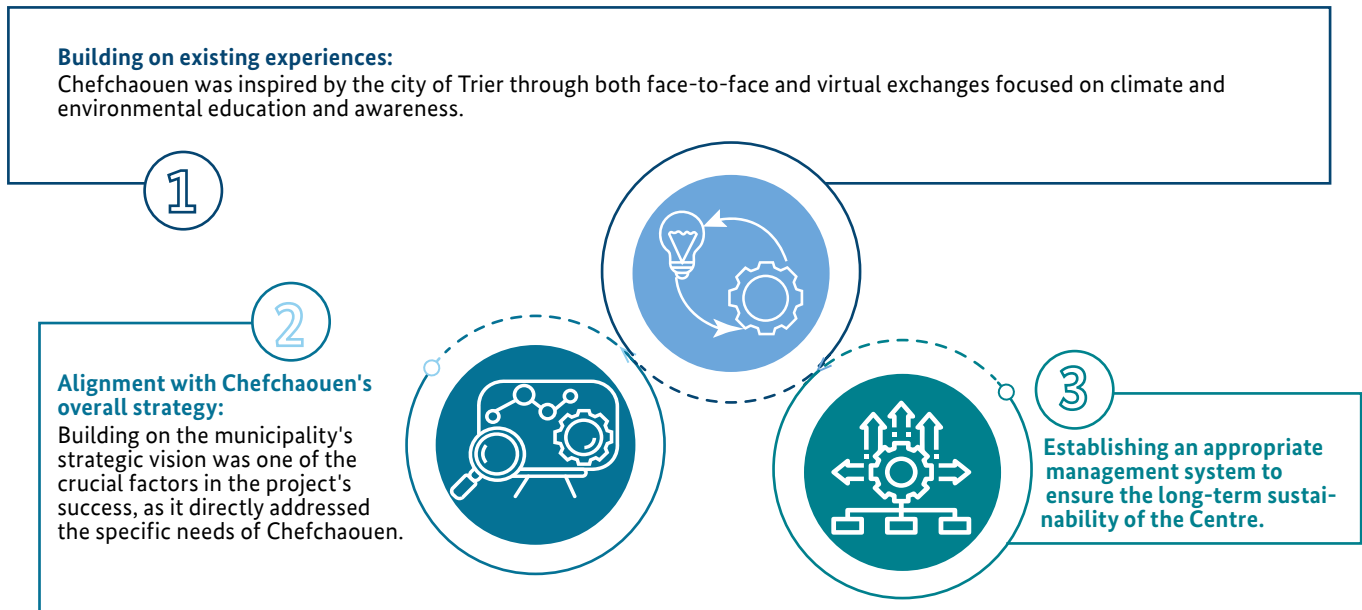 Building on existing experiences:
Chefchaouen was inspired by the city of Trier through both face-to-face and virtual exchanges focused on climate and
environmental education and awareness.
1
2
Alignment with Chefchaouen's
overall strategy:
Building on the municipality's
strategic vision was one of the
crucial factors in the project's
success, as it directly addressed
the specific needs of Chefchaouen.
3
Establishing an appropriate
management system to
ensure the long-term sustai-
nability of the Centre.